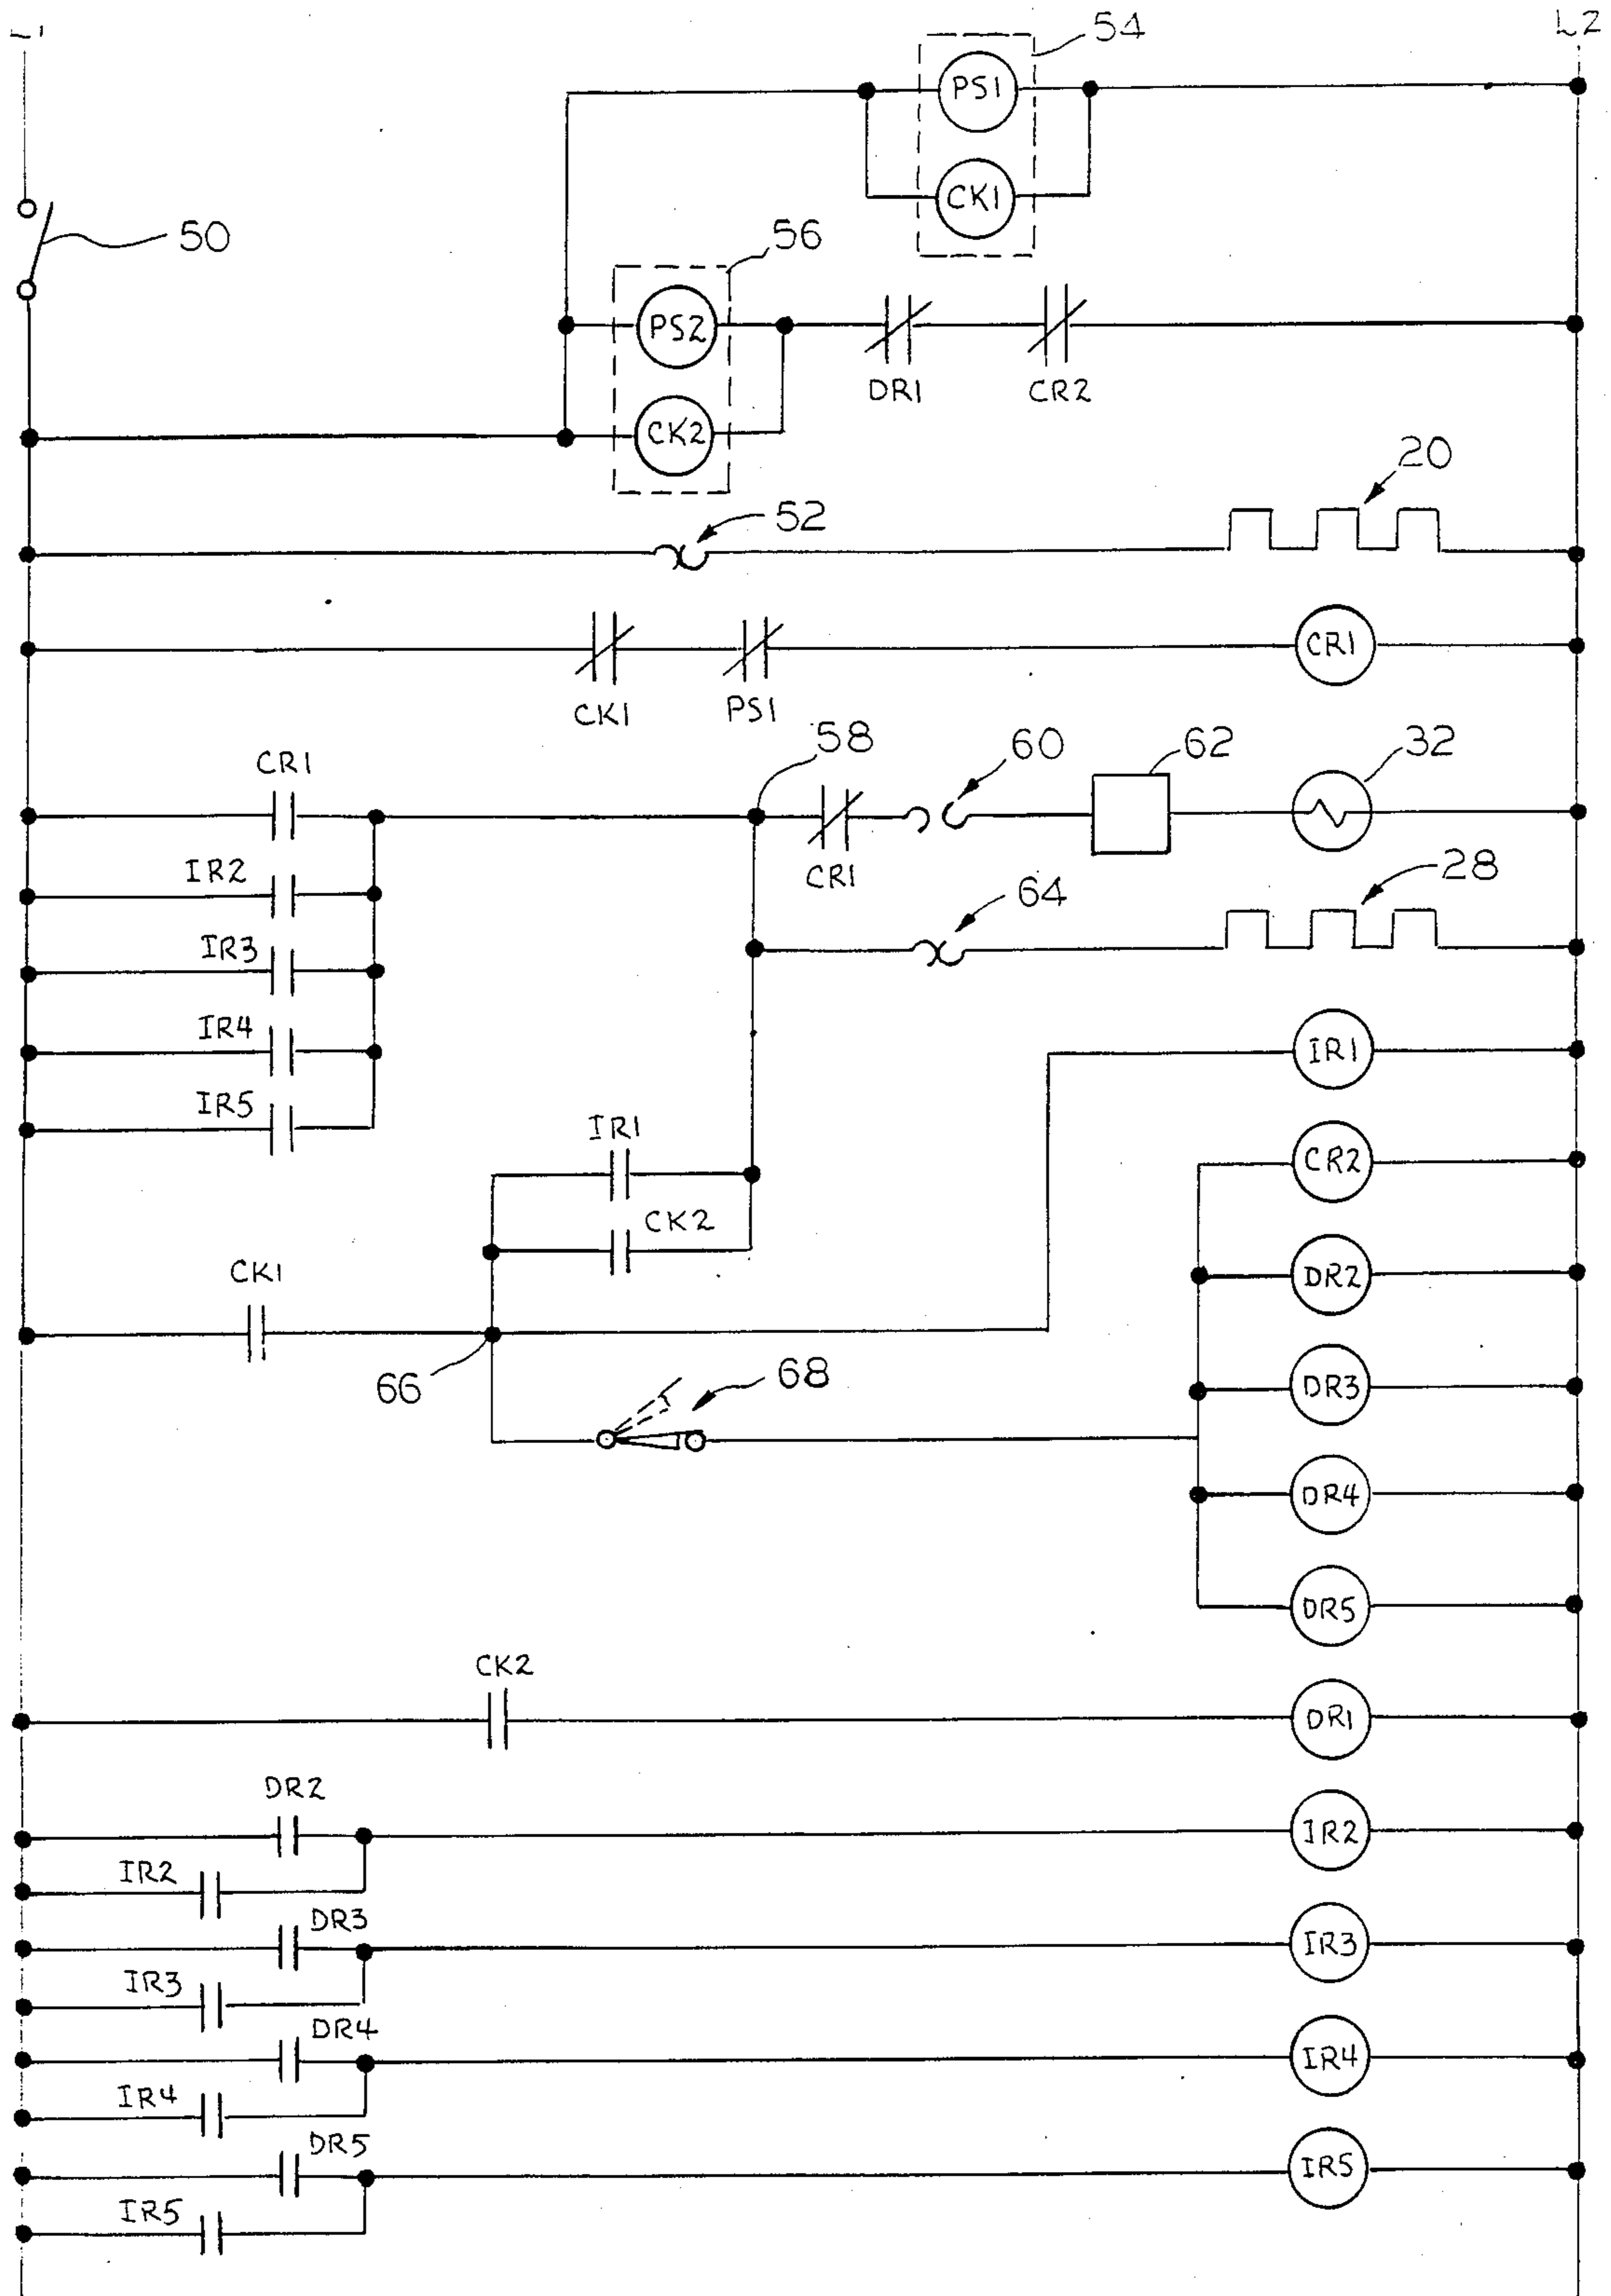 L1
L2
54
PS1
CK1
50
56
PS2
DR1
CR2
CK2
20
52
CR1
CK1
PS1
58
60
62
32
CR1
CR1
IR2
64
28
IR3
IR4
IR1
IR5
IR1
CR2
CK2
CK1
DR2
66
68
DR3
DR4
DR5
CK2
DR1
DR2
IR2
IR2
DR3
IR3
IR3
DR4
IR4
IR4
DR5
IR5
IR5